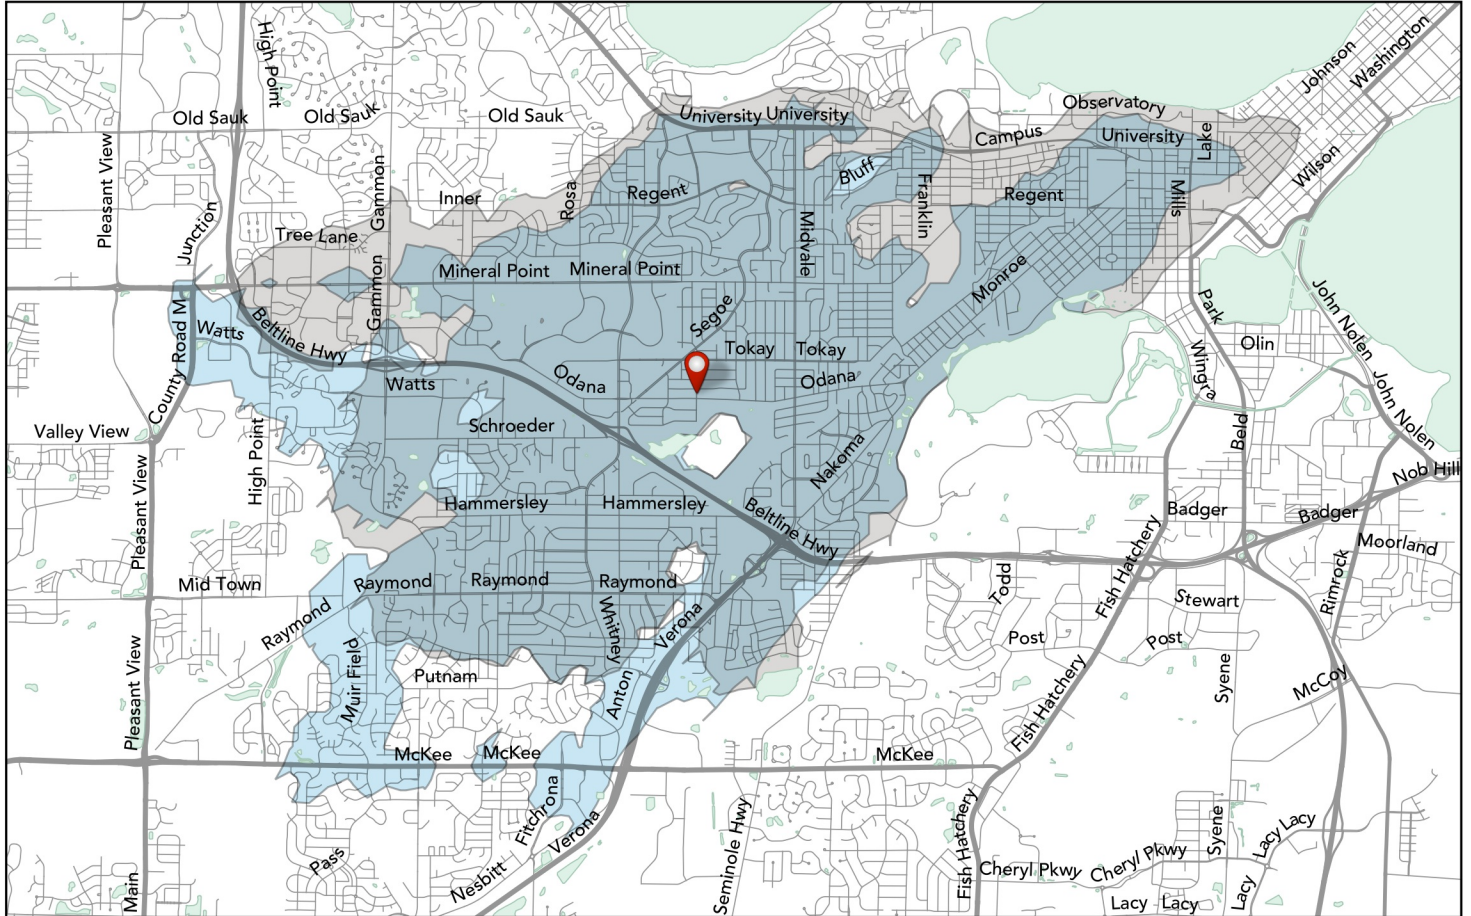 High Point
Johnson
Washington
Old Sauk
Old Sauk
Old Sauk
University
University
Observatory
Campus
University
Lake
Pleasant View
Gammon
Wilson
Bluff
Inner
Rosa
Regent
Franklin
Regent
Mills
Junction
Tree Lane
Midvale
Mineral Point
Mineral Point
Monroe
Gammon
County Road M
Watts
Beltline Hwy
Segoe
Park
John Nolen
Tokay
Tokay
Olin
Watts
Odana
Odana
Wingra
John Nolen
Valley View
High Point
Schroeder
Nakoma
Beld
Nob Hill
Pleasant View
Hammersley
Hammersley
Beltline Hwy
Badger
Badger
Moorland
Mid Town
Raymond
Raymond
Raymond
Todd
Fish Hatchery
Stewart
Rimrock
Raymond
Whitney
Verona
Post
Post
Pleasant View
Muir Field
Putnam
Anton
Fish Hatchery
Syene
McCoy
McKee
McKee
McKee
Fitchrona
Verona
Seminole Hwy
Fish Hatchery
Syene
Lacy Lacy
Pass
Nesbitt
Main
Cheryl Pkwy
Cheryl Pkwy
Lacy
Lacy
Lacy